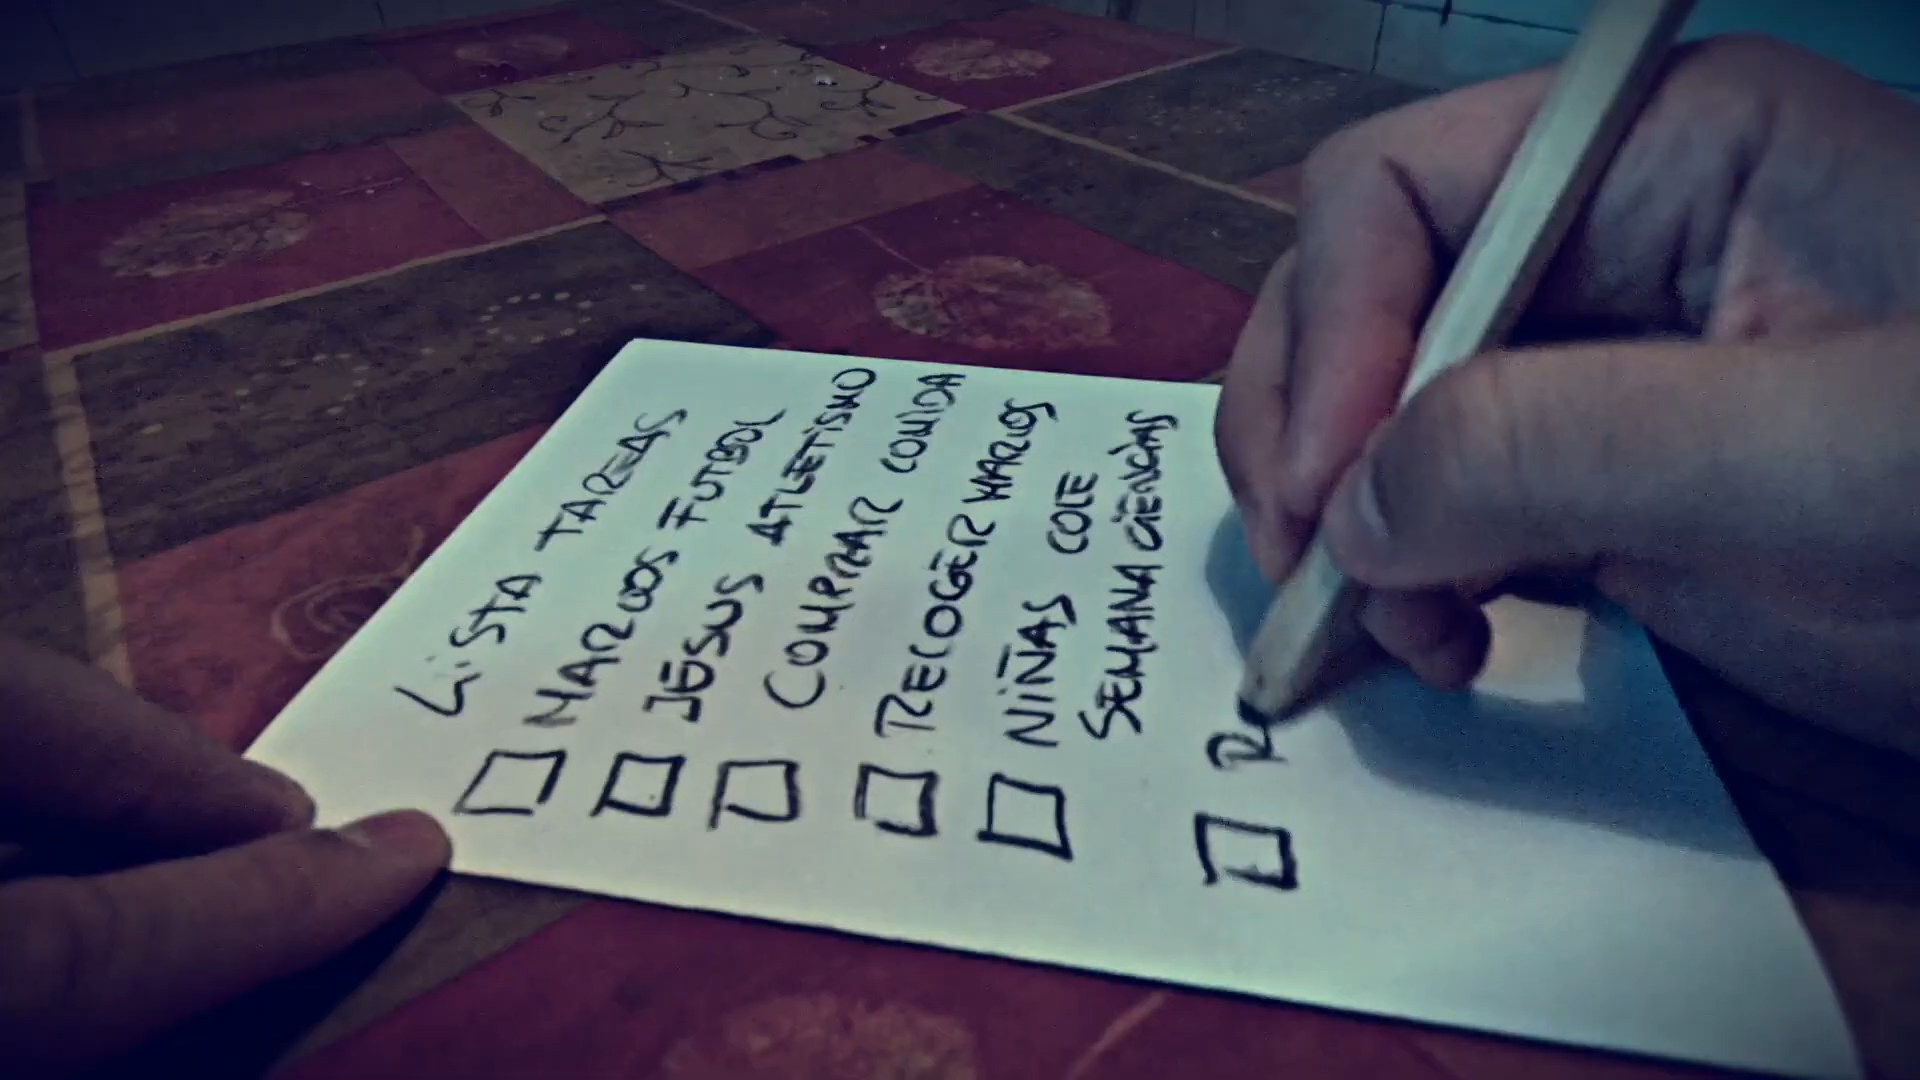 LISTA TAREAS
MARCOS FUTBOL
JESUS ATLETISMO
COMPRAR COMIDA
RECOGER MARCOS
NIÑAS COLE
SEMANA CIENCIAS
R